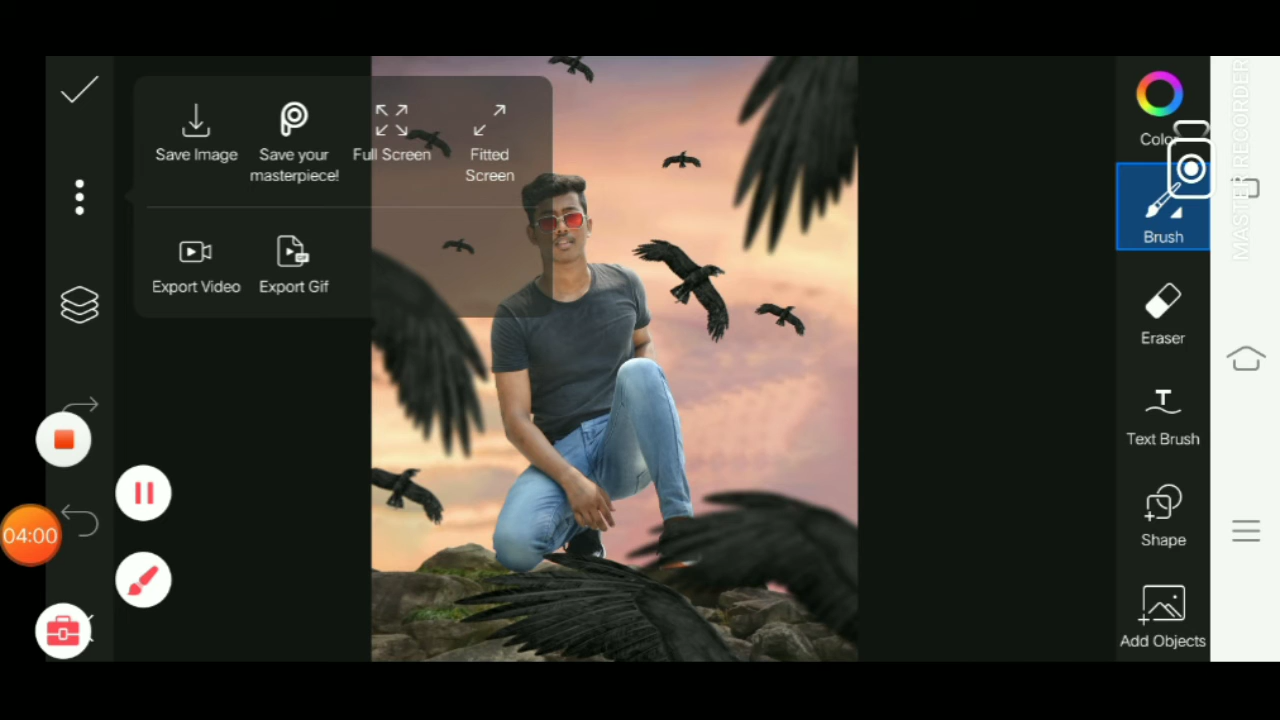 Save Image
Save your
masterpiece!
Full Screen
Fitted
Screen
Export Video
Export Gif
04:00
Color
Brush
Eraser
Text Brush
Shape
Add Objects
MASTER RECORDER